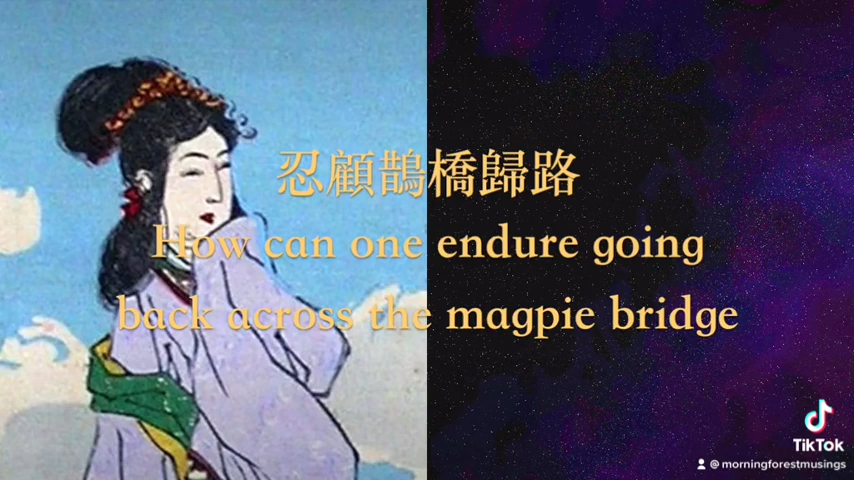 忍顧鵲橋歸路
How can one endure going
back across the magpie bridge
TikTok
@morningforestmusings